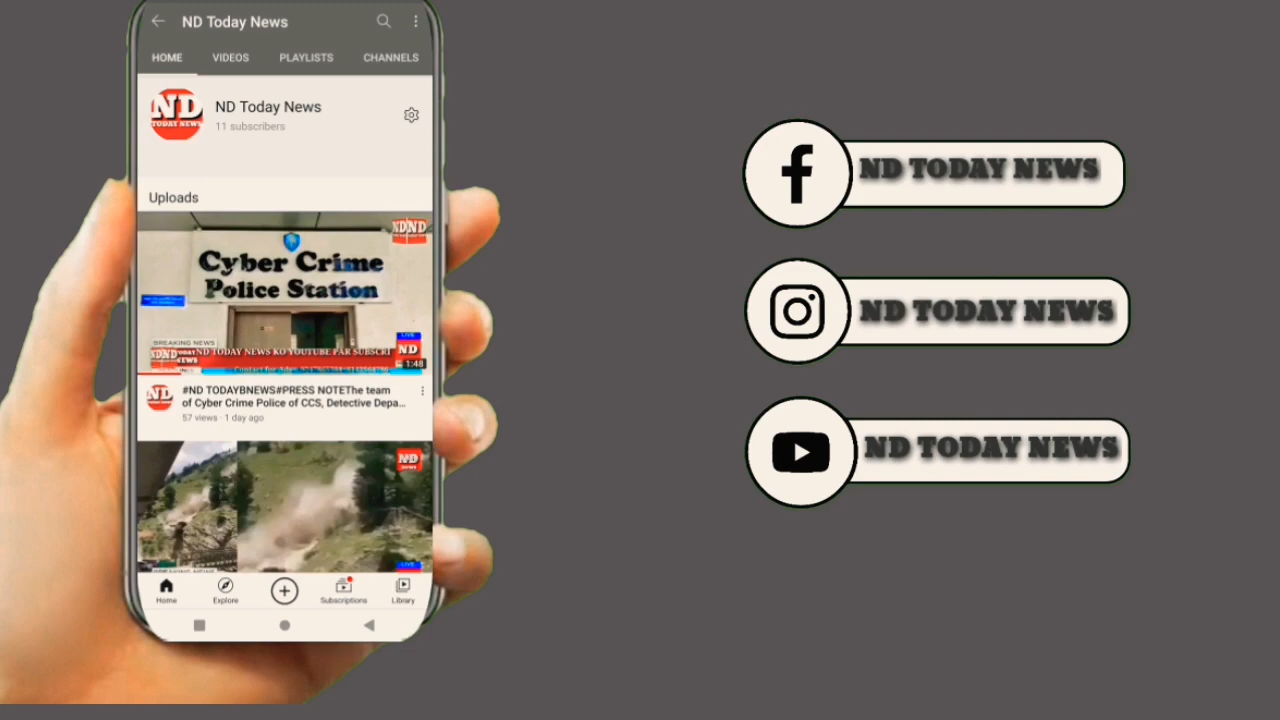 ND Today News
HOME VIDEOS PLAYLISTS CHANNELS
ND
TODAY NEWS
ND Today News
11 subscribers
Uploads
Cyber Crime
Police Station
BREAKING NEWS
LIVE
ND
ND TODAY NEWS KO YOUTUBE PAR SUBSCRI
1:48
#ND TODAYBNEWS#PRESS NOTEThe team
of Cyber Crime Police of CCS, Detective Depa...
57 views · 1 day ago
ND
NEWS
LIVE
Home Explore Subscriptions Library
ND TODAY NEWS
ND TODAY NEWS
ND TODAY NEWS